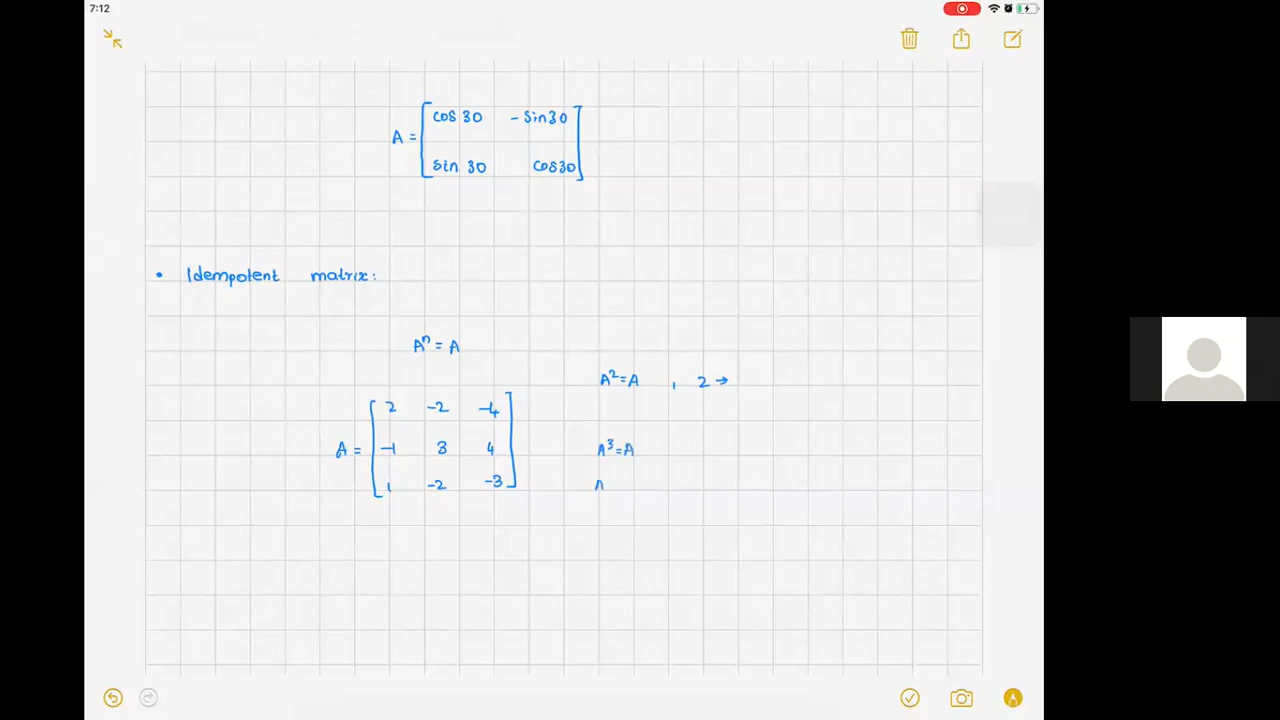 7:12
A = [ cos 30 - sin 30
sin 30 cos 30 ]
• Idempotent matrix:
Aⁿ = A
A² = A , 2 →
A = [ 2 -2 -4
-1 3 4
1 -2 -3 ]
A³ = A
A